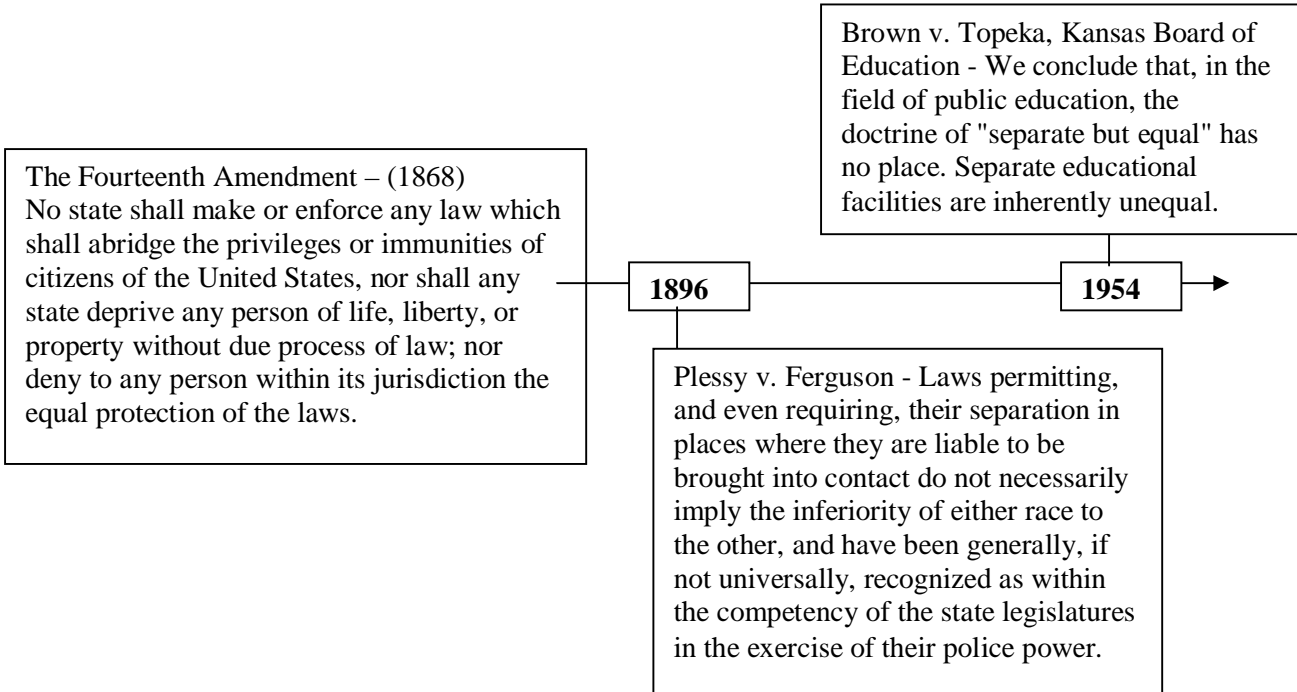 Brown v. Topeka, Kansas Board of
Education - We conclude that, in the
field of public education, the
doctrine of "separate but equal" has
no place. Separate educational
facilities are inherently unequal.
The Fourteenth Amendment – (1868)
No state shall make or enforce any law which
shall abridge the privileges or immunities of
citizens of the United States, nor shall any
state deprive any person of life, liberty, or
property without due process of law; nor
deny to any person within its jurisdiction the
equal protection of the laws.
1896
1954
Plessy v. Ferguson - Laws permitting,
and even requiring, their separation in
places where they are liable to be
brought into contact do not necessarily
imply the inferiority of either race to
the other, and have been generally, if
not universally, recognized as within
the competency of the state legislatures
in the exercise of their police power.